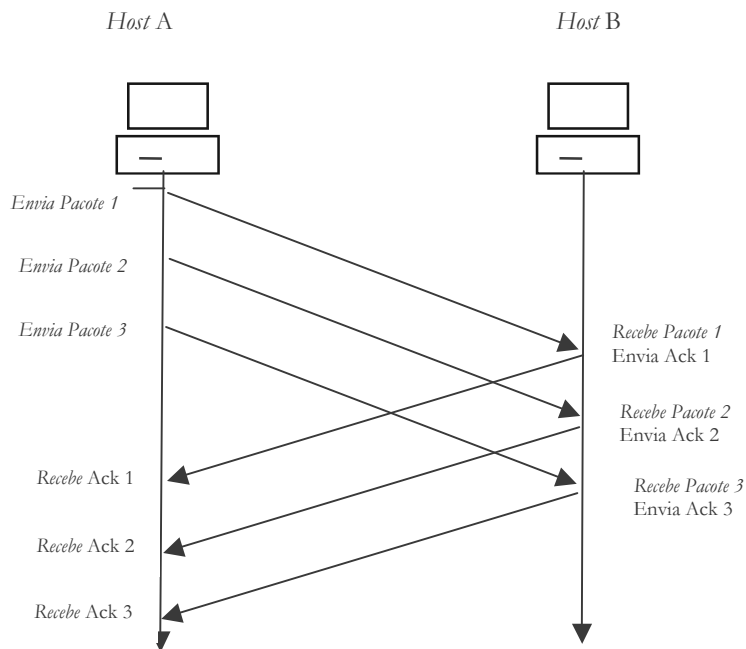 Host A
Host B
Envia Pacote 1
Envia Pacote 2
Envia Pacote 3
Recebe Pacote 1
Envia Ack 1
Recebe Pacote 2
Envia Ack 2
Recebe Pacote 3
Envia Ack 3
Recebe Ack 1
Recebe Ack 2
Recebe Ack 3